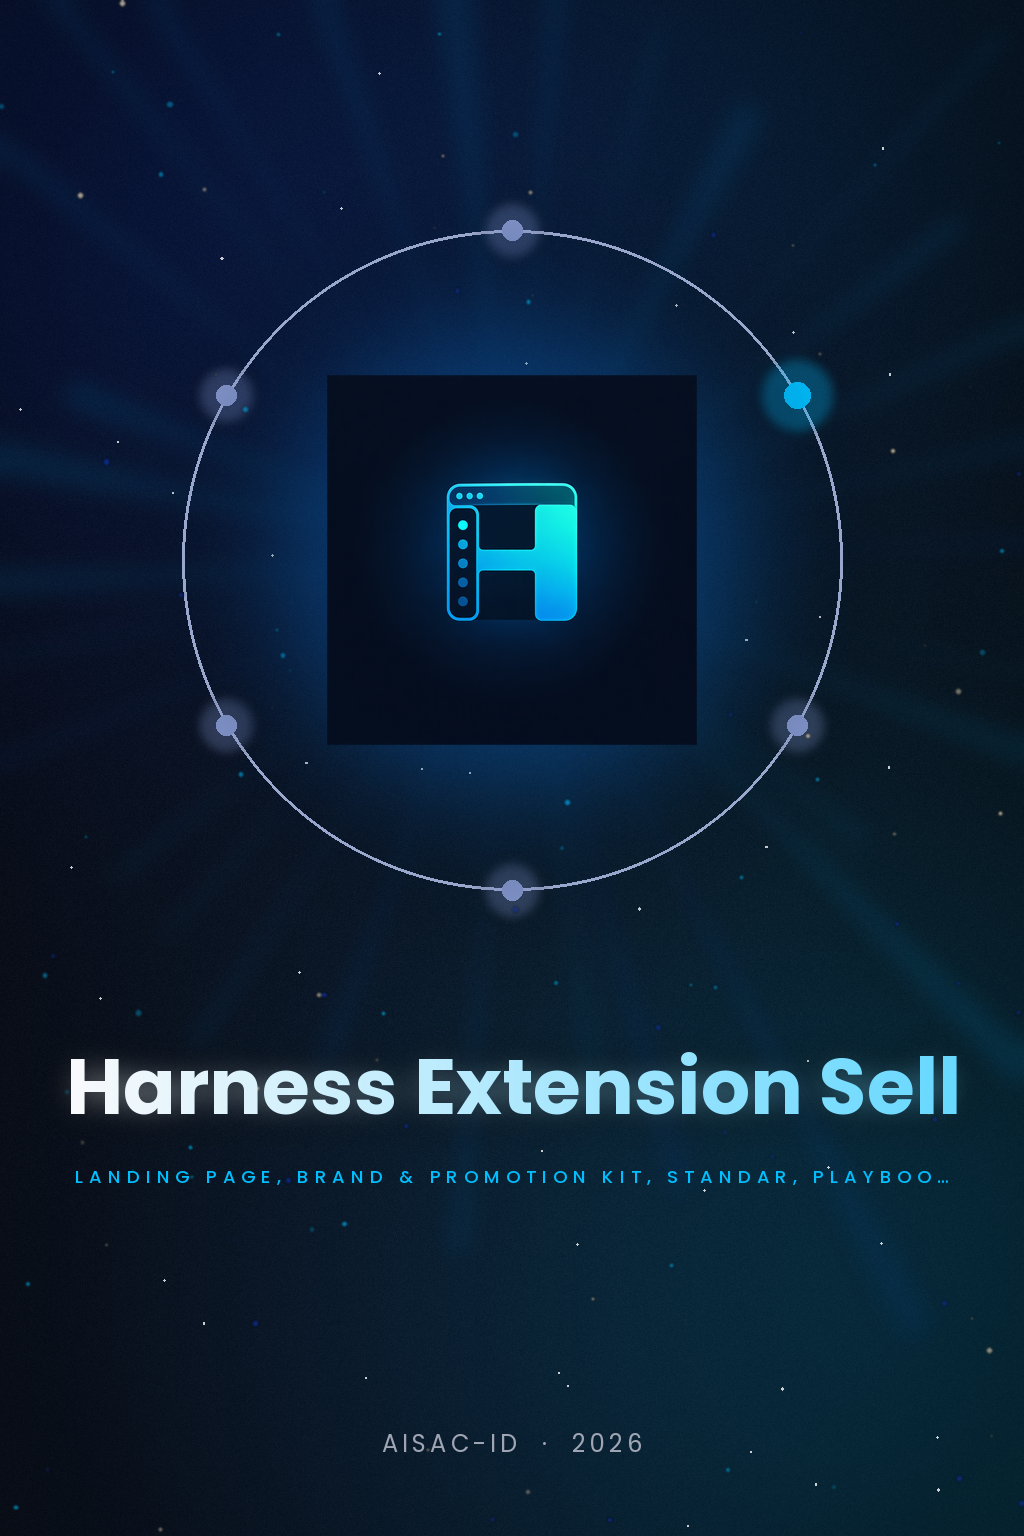 Harness Extension Sell
LANDING PAGE, BRAND & PROMOTION KIT, STANDAR, PLAYBOO…
AISAC-ID · 2026